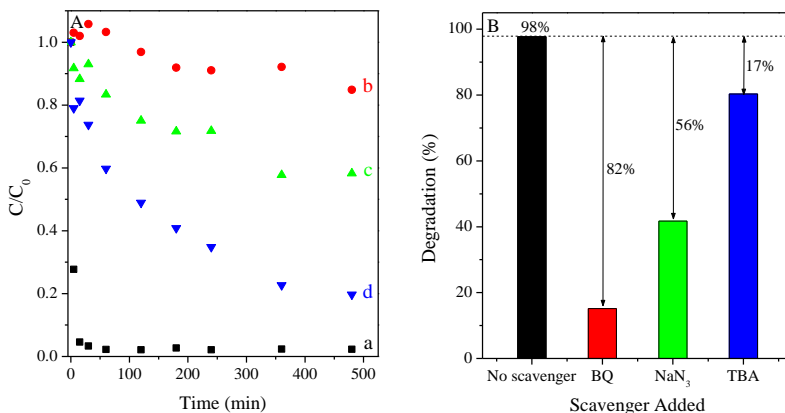 A
C/C0
1.0
0.8
0.6
0.4
0.2
0.0
b
c
d
a
0 100 200 300 400 500
Time (min)
B
Degradation (%)
100
80
60
40
20
0
98%
82%
56%
17%
No scavenger BQ NaN3 TBA
Scavenger Added